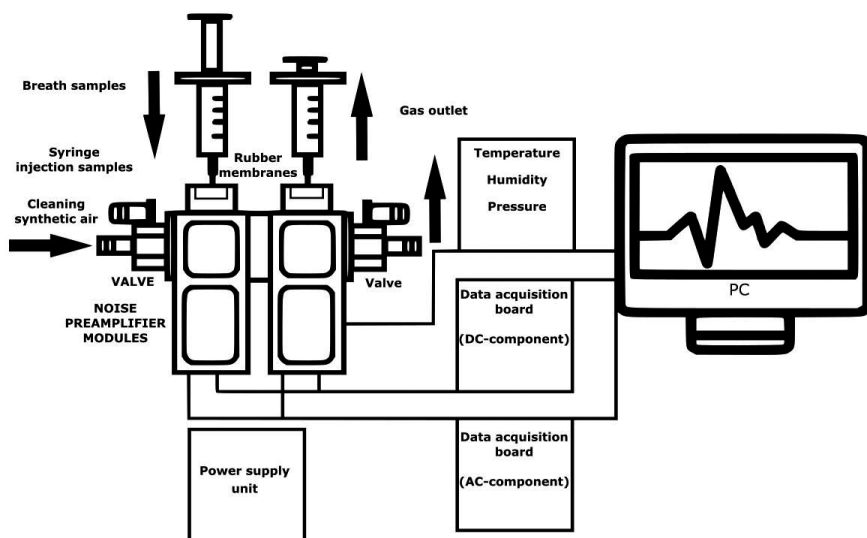 Breath samples
Syringe
injection samples
Cleaning
synthetic air
VALVE
NOISE
PREAMPLIFIER
MODULES
Rubber
membranes
Gas outlet
Valve
Temperature
Humidity
Pressure
Data acquisition
board
(DC-component)
Data acquisition
board
(AC-component)
Power supply
unit
PC